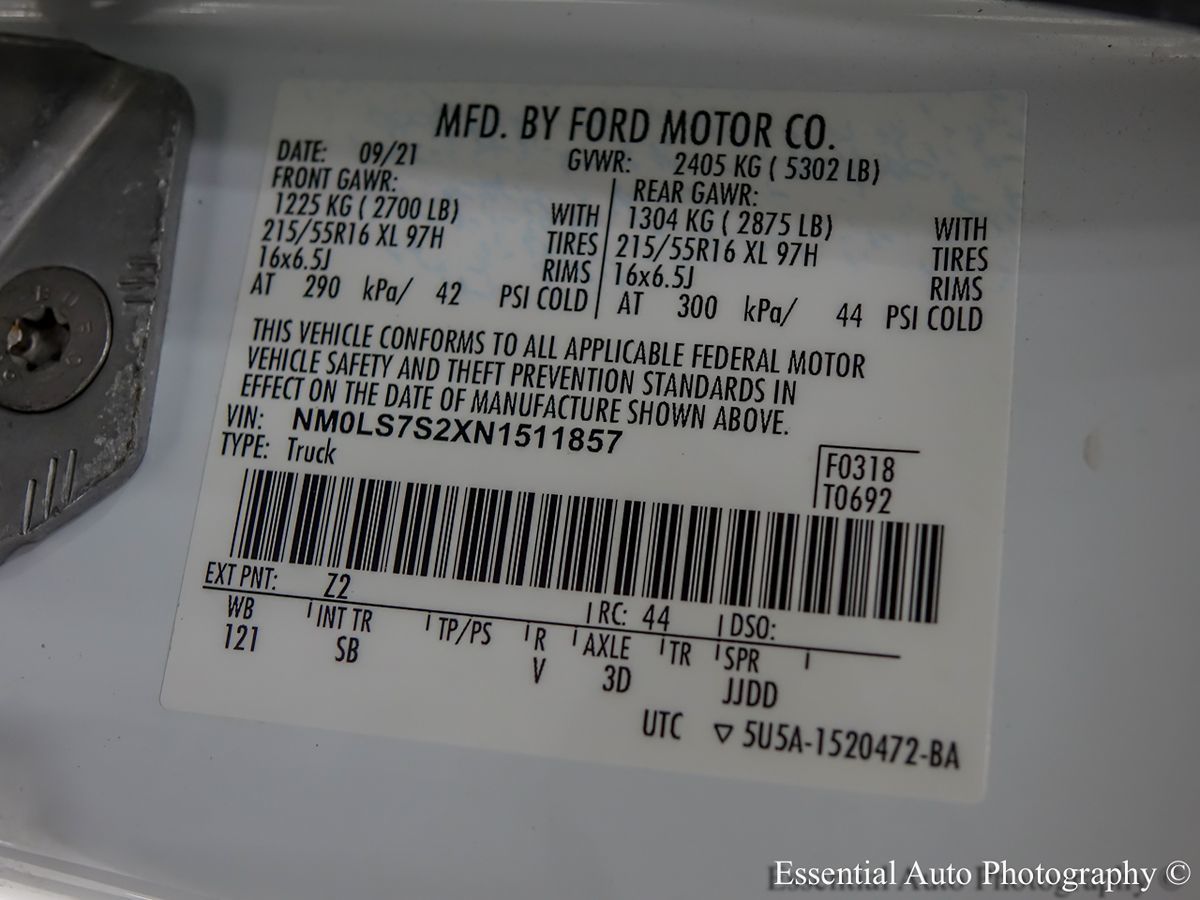 MFD. BY FORD MOTOR CO.
DATE: 09/21 GVWR: 2405 KG ( 5302 LB)
FRONT GAWR: REAR GAWR:
1225 KG ( 2700 LB) WITH 1304 KG ( 2875 LB) WITH
215/55R16 XL 97H TIRES 215/55R16 XL 97H TIRES
16x6.5J RIMS 16x6.5J RIMS
AT 290 kPa/ 42 PSI COLD AT 300 kPa/ 44 PSI COLD
THIS VEHICLE CONFORMS TO ALL APPLICABLE FEDERAL MOTOR
VEHICLE SAFETY AND THEFT PREVENTION STANDARDS IN
EFFECT ON THE DATE OF MANUFACTURE SHOWN ABOVE.
VIN: NM0LS7S2XN1511857
TYPE: Truck
F0318
T0692
EXT PNT: Z2 RC: 44 DSO:
WB INT TR TP/PS R AXLE TR SPR
121 SB V 3D JJDD
UTC ▽ 5U5A-1520472-BA
Essential Auto Photography ©